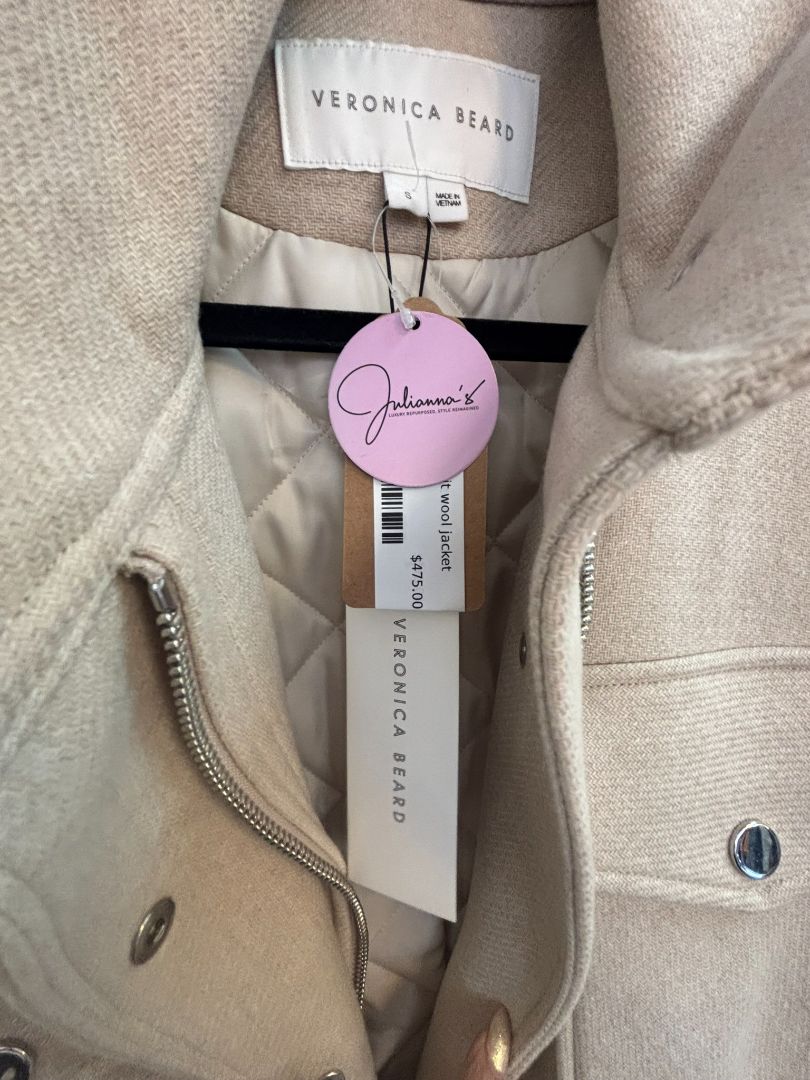 VERONICA BEARD
S
MADE IN
VIETNAM
Julianna's
LUXURY REPURPOSED, STYLE REIMAGINED
wool jacket
$475.00
VERONICA BEARD